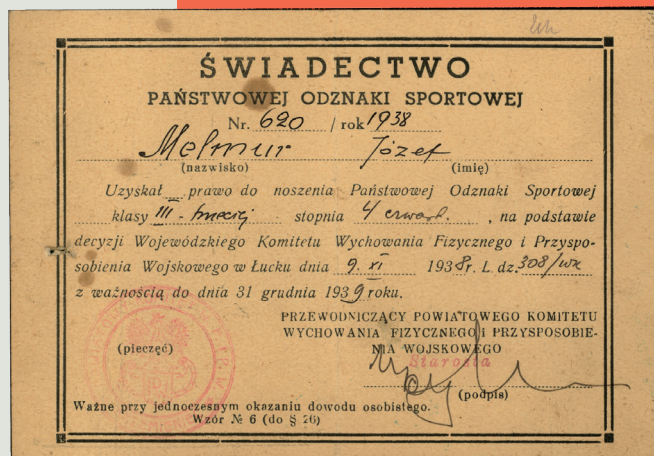 ŚWIADECTWO
PAŃSTWOWEJ ODZNAKI SPORTOWEJ
Nr. 620 / rok 1938
Melmur Józef
(nazwisko) (imię)
Uzyskał prawo do noszenia Państwowej Odznaki Sportowej
klasy III - trzeciej stopnia 4 czwart. , na podstawie
decyzji Wojewódzkiego Komitetu Wychowania Fizycznego i Przyspo-
sobienia Wojskowego w Łucku dnia 9. XI 1938r. L. dz. 308/wk
z ważnością do dnia 31 grudnia 1939 roku.
PRZEWODNICZĄCY POWIATOWEGO KOMITETU
WYCHOWANIA FIZYCZNEGO i PRZYSPOSOBIE-
NIA WOJSKOWEGO
(pieczęć)
Starosta
(podpis)
Ważne przy jednoczesnym okazaniu dowodu osobistego.
Wzór № 6 (do § 26)